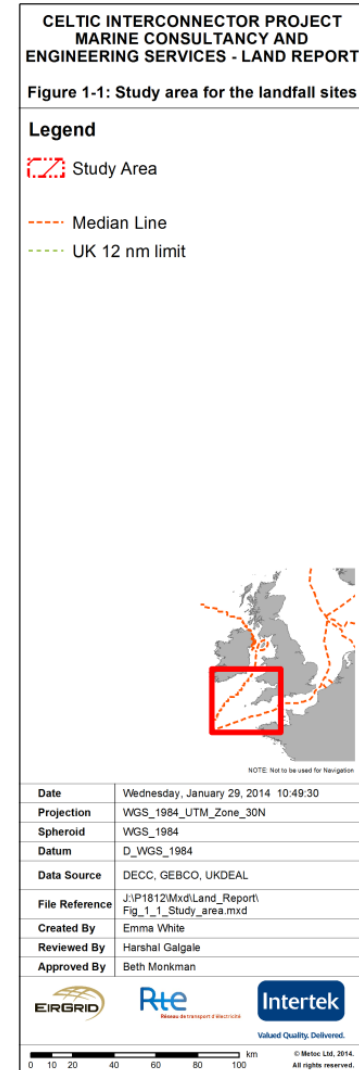 CELTIC INTERCONNECTOR PROJECT
MARINE CONSULTANCY AND
ENGINEERING SERVICES - LAND REPORT
Figure 1-1: Study area for the landfall sites
Legend
Study Area
Median Line
UK 12 nm limit
NOTE: Not to be used for Navigation
Date Wednesday, January 29, 2014 10:49:30
Projection WGS_1984_UTM_Zone_30N
Spheroid WGS_1984
Datum D_WGS_1984
Data Source DECC, GEBCO, UKDEAL
File Reference J:\P1812\Mxd\Land_Report\
Fig_1_1_Study_area.mxd
Created By Emma White
Reviewed By Harshal Galgale
Approved By Beth Monkman
EIRGRID
Rte
Réseau de transport d'électricité
Intertek
Valued Quality. Delivered.
0 10 20 40 60 80 100 km
© Metoc Ltd, 2014.
All rights reserved.